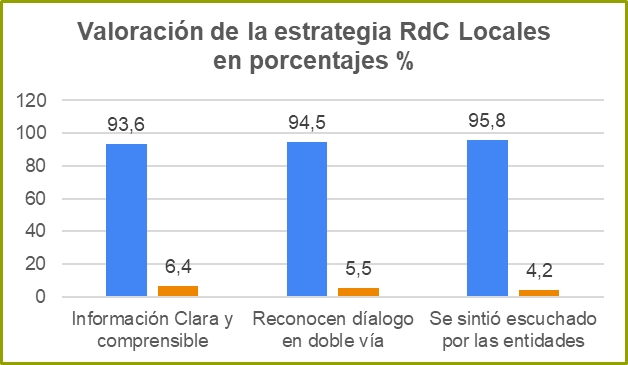 Valoración de la estrategia RdC Locales
en porcentajes %
120
100
80
60
40
20
0
93,6
6,4
94,5
5,5
95,8
4,2
Información Clara y
comprensible
Reconocen díalogo
en doble vía
Se sintió escuchado
por las entidades